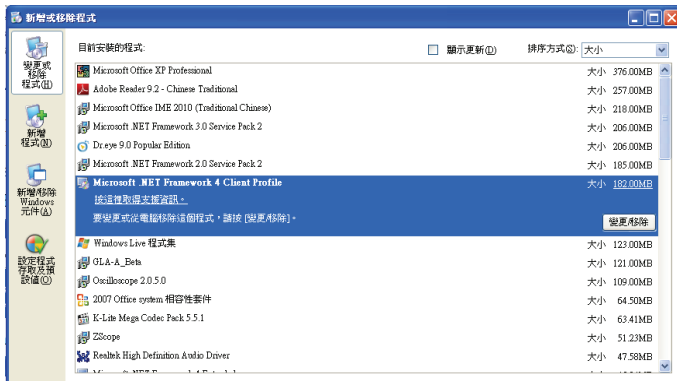 新增或移除程式
變更或
移除
程式(H)
新增
程式(N)
新增/移除
Windows
元件(A)
設定程式
存取及預
設值(O)
目前安裝的程式:
顯示更新(D)
排序方式(S): 大小
Microsoft Office XP Professional 大小 376.00MB
Adobe Reader 9.2 - Chinese Traditional 大小 257.00MB
Microsoft Office IME 2010 (Traditional Chinese) 大小 218.00MB
Microsoft .NET Framework 3.0 Service Pack 2 大小 206.00MB
Dr.eye 9.0 Popular Edition 大小 206.00MB
Microsoft .NET Framework 2.0 Service Pack 2 大小 185.00MB
Microsoft .NET Framework 4 Client Profile 大小 182.00MB
按這裡取得支援資訊。
要變更或從電腦移除這個程式，請按 [變更/移除]。
變更/移除
Windows Live 程式集 大小 123.00MB
GLA-A_Beta 大小 121.00MB
Oscilloscope 2.0.5.0 大小 109.00MB
2007 Office system 相容性套件 大小 64.50MB
K-Lite Mega Codec Pack 5.5.1 大小 63.41MB
ZScope 大小 51.23MB
Realtek High Definition Audio Driver 大小 47.58MB